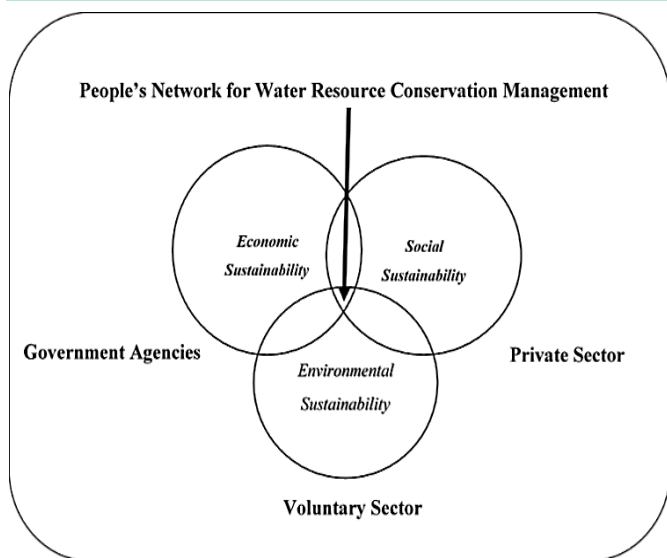 People's Network for Water Resource Conservation Management
Economic
Sustainability
Social
Sustainability
Government Agencies
Private Sector
Environmental
Sustainability
Voluntary Sector